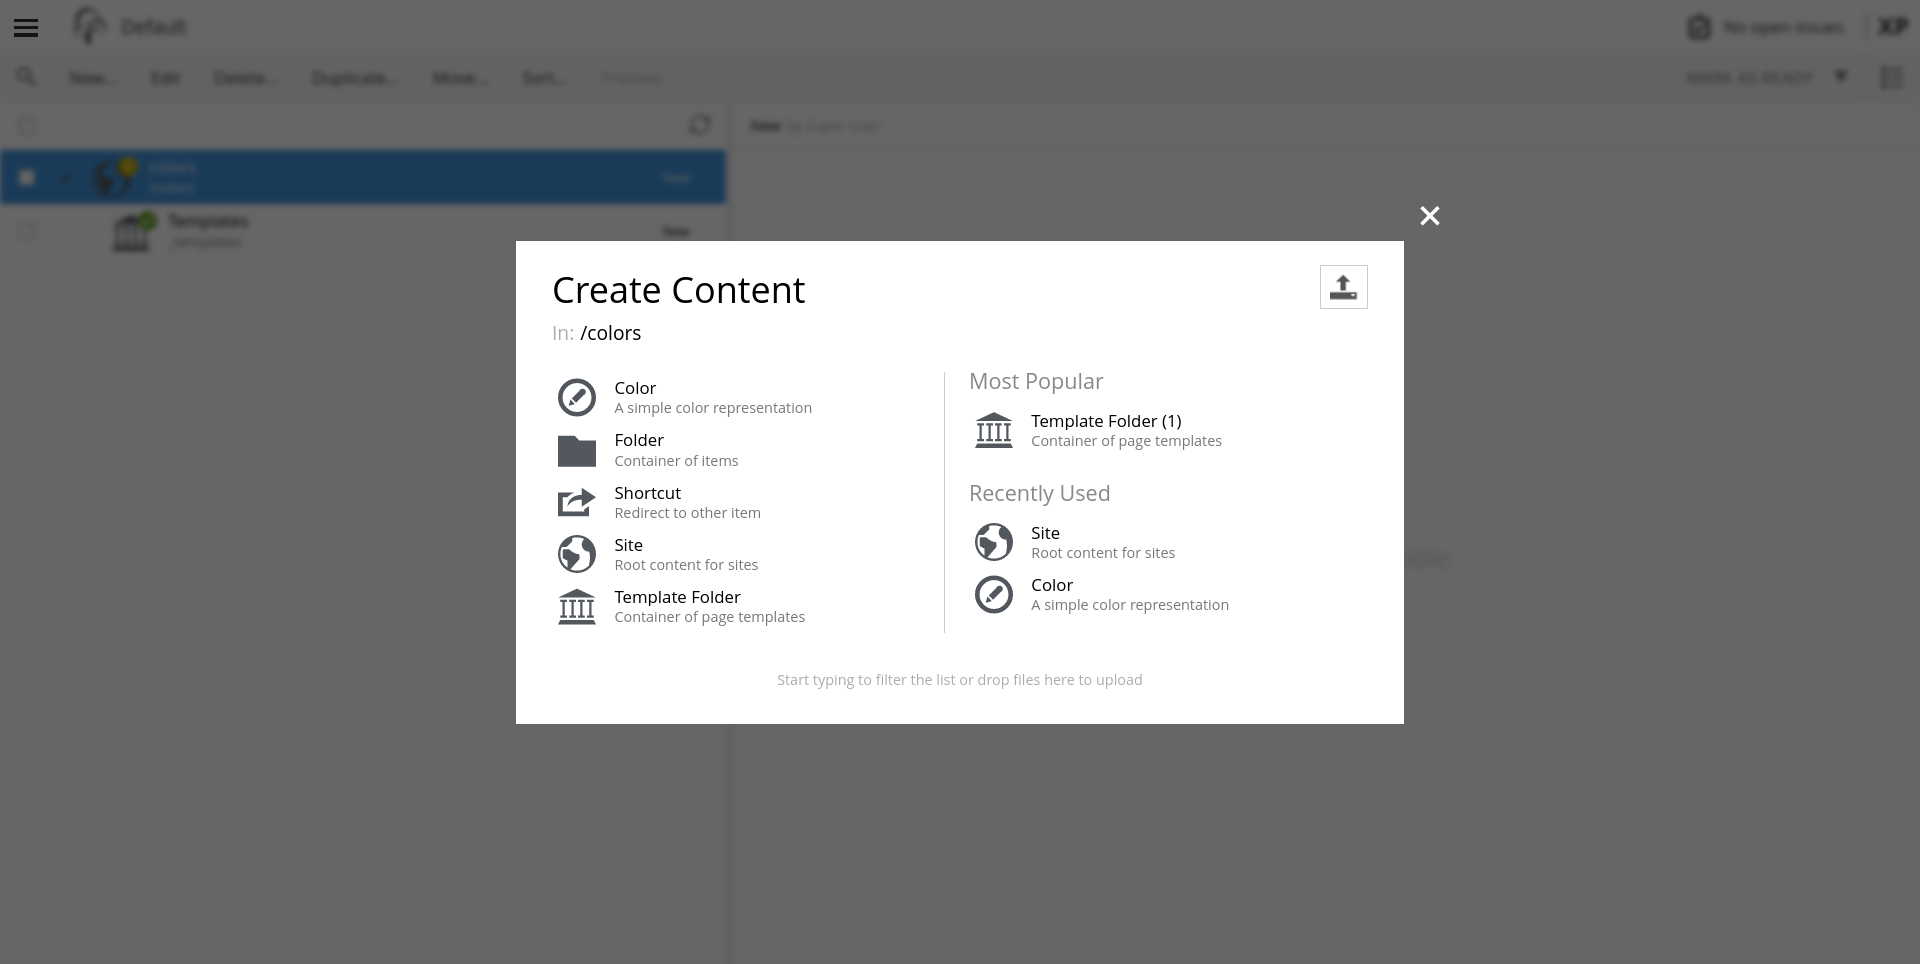 Default
No open issues
XP
New...
Edit
Delete...
Duplicate...
Move...
Sort...
Preview
MARK AS READY
New by Super User
colors
New
Templates
_templates
New
Create Content
In: /colors
Color
A simple color representation
Folder
Container of items
Shortcut
Redirect to other item
Site
Root content for sites
Template Folder
Container of page templates
Most Popular
Template Folder (1)
Container of page templates
Recently Used
Site
Root content for sites
Color
A simple color representation
Start typing to filter the list or drop files here to upload